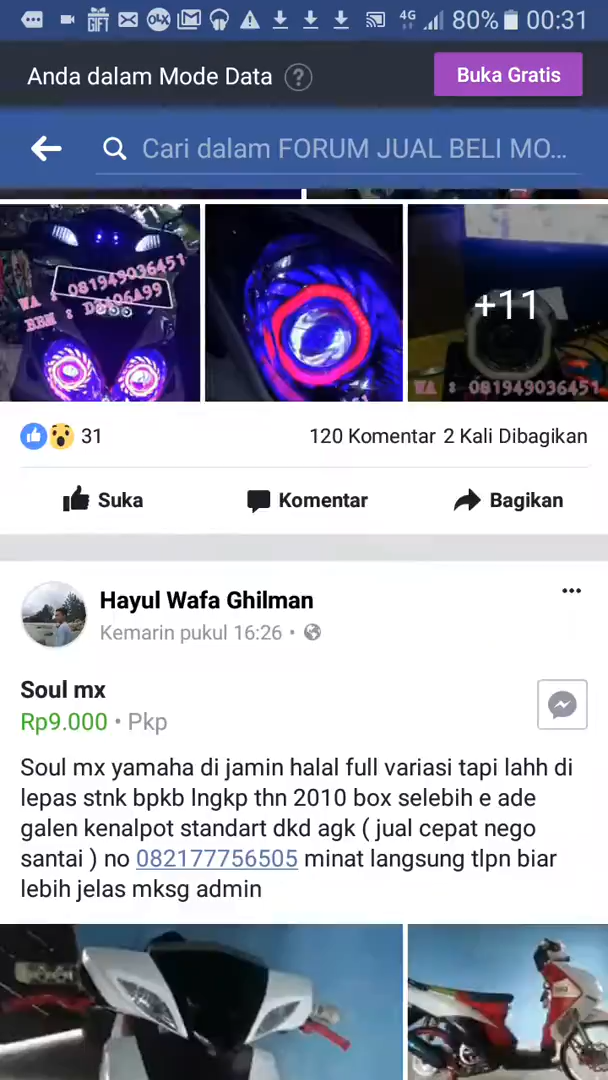 4G 80% 00:31
Anda dalam Mode Data ?
Buka Gratis
Cari dalam FORUM JUAL BELI MO...
WA : 081949036451
BBM : D5406A99
+11
WA : 081949036451
31
120 Komentar 2 Kali Dibagikan
Suka
Komentar
Bagikan
Hayul Wafa Ghilman
Kemarin pukul 16:26 •
Soul mx
Rp9.000 • Pkp
Soul mx yamaha di jamin halal full variasi tapi lahh di
lepas stnk bpkb lngkp thn 2010 box selebih e ade
galen kenalpot standart dkd agk ( jual cepat nego
santai ) no 082177756505 minat langsung tlpn biar
lebih jelas mksg admin